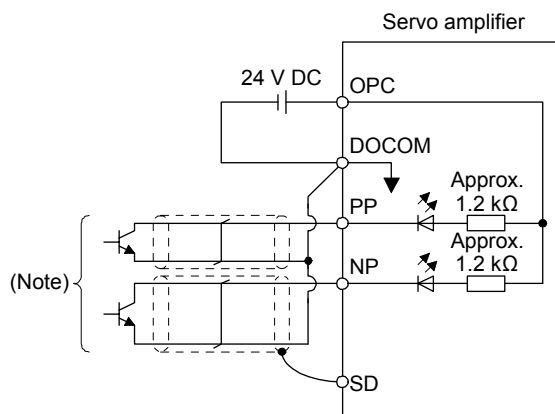 Servo amplifier
24 V DC
OPC
DOCOM
PP
Approx.
1.2 kΩ
(Note)
NP
Approx.
1.2 kΩ
SD